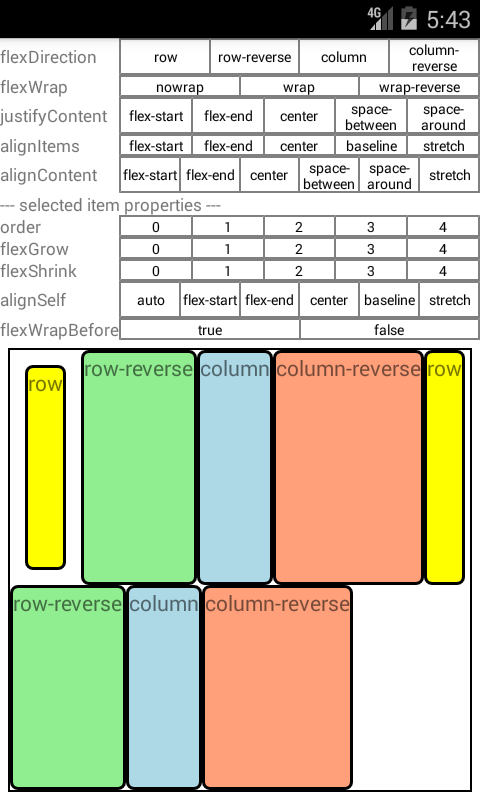 4G 5:43
flexDirection row row-reverse column column-reverse
flexWrap nowrap wrap wrap-reverse
justifyContent flex-start flex-end center space-between space-around
alignItems flex-start flex-end center baseline stretch
alignContent flex-start flex-end center space-between space-around stretch
--- selected item properties ---
order 0 1 2 3 4
flexGrow 0 1 2 3 4
flexShrink 0 1 2 3 4
alignSelf auto flex-start flex-end center baseline stretch
flexWrapBefore true false
row row-reverse column column-reverse row
row-reverse column column-reverse